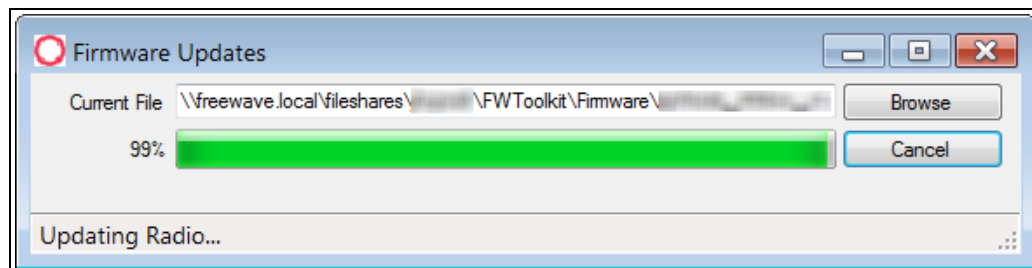 Firmware Updates
Current File \\freewave.local\fileshares\ \FWToolkit\Firmware\ Browse
99% Cancel
Updating Radio...